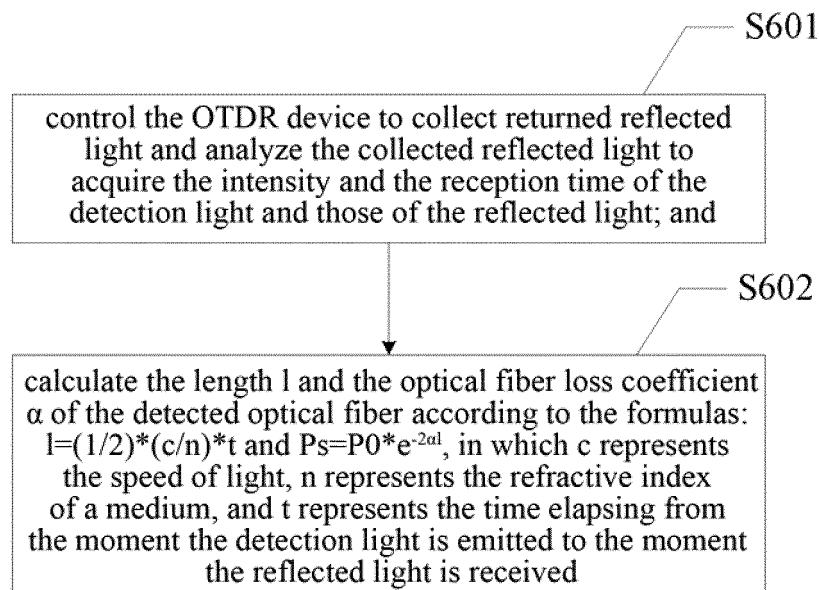 S601
control the OTDR device to collect returned reflected
light and analyze the collected reflected light to
acquire the intensity and the reception time of the
detection light and those of the reflected light; and
S602
calculate the length l and the optical fiber loss coefficient
α of the detected optical fiber according to the formulas:
l=(1/2)*(c/n)*t and Ps=P0*e⁻²ᵅˡ, in which c represents
the speed of light, n represents the refractive index
of a medium, and t represents the time elapsing from
the moment the detection light is emitted to the moment
the reflected light is received